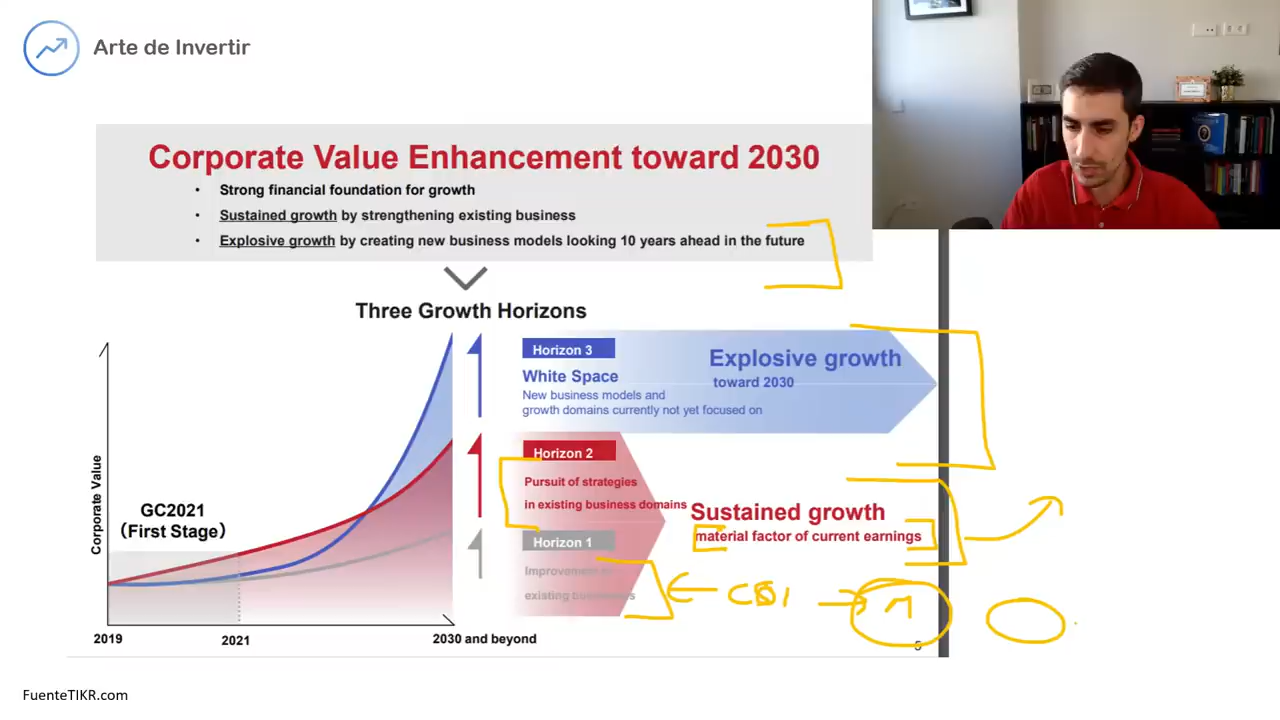 Arte de Invertir
Corporate Value Enhancement toward 2030
• Strong financial foundation for growth
• Sustained growth by strengthening existing business
• Explosive growth by creating new business models looking 10 years ahead in the future
Three Growth Horizons
Horizon 3
White Space
New business models and
growth domains currently not yet focused on
Explosive growth
toward 2030
Horizon 2
Pursuit of strategies
in existing business domains
Sustained growth
material factor of current earnings
Horizon 1
existing
Corporate Value
GC2021
(First Stage)
2019
2021
2030 and beyond
5
FuenteTIKR.com